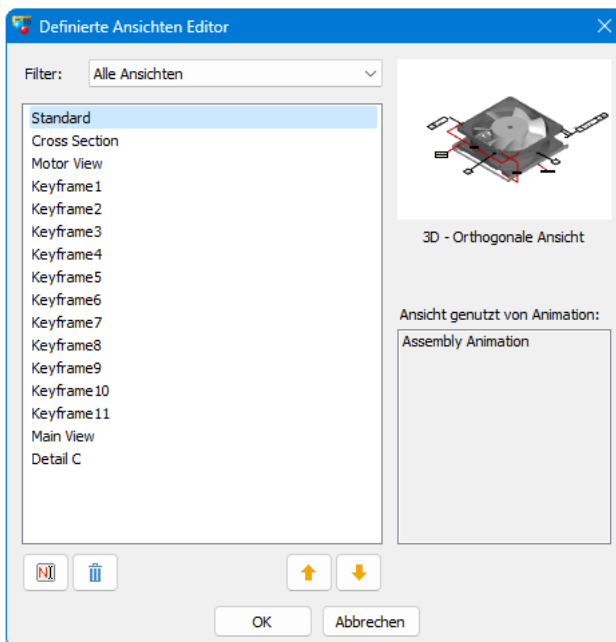 Definierte Ansichten Editor
Filter: Alle Ansichten
Standard
Cross Section
Motor View
Keyframe1
Keyframe2
Keyframe3
Keyframe4
Keyframe5
Keyframe6
Keyframe7
Keyframe8
Keyframe9
Keyframe10
Keyframe11
Main View
Detail C
3D - Orthogonale Ansicht
Ansicht genutzt von Animation:
Assembly Animation
OK
Abbrechen